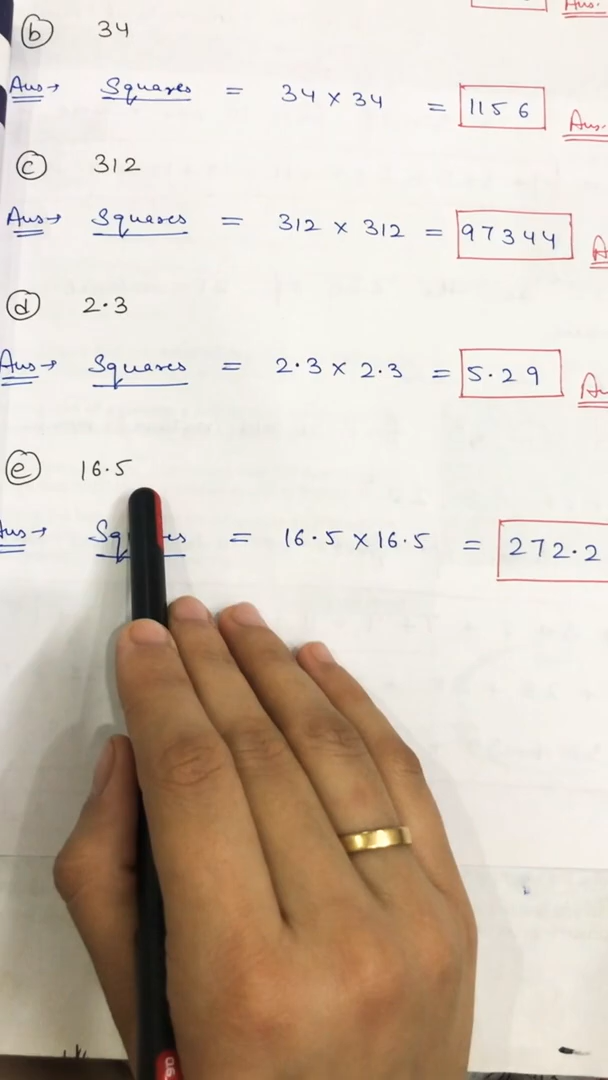 Ans.
b 34
Ans→ Squares = 34 × 34 = 1156
Ans.
c 312
Ans→ Squares = 312 × 312 = 97344
d 2.3
Ans→ Squares = 2.3 × 2.3 = 5.29
e 16.5
= 16.5 × 16.5 = 272.2